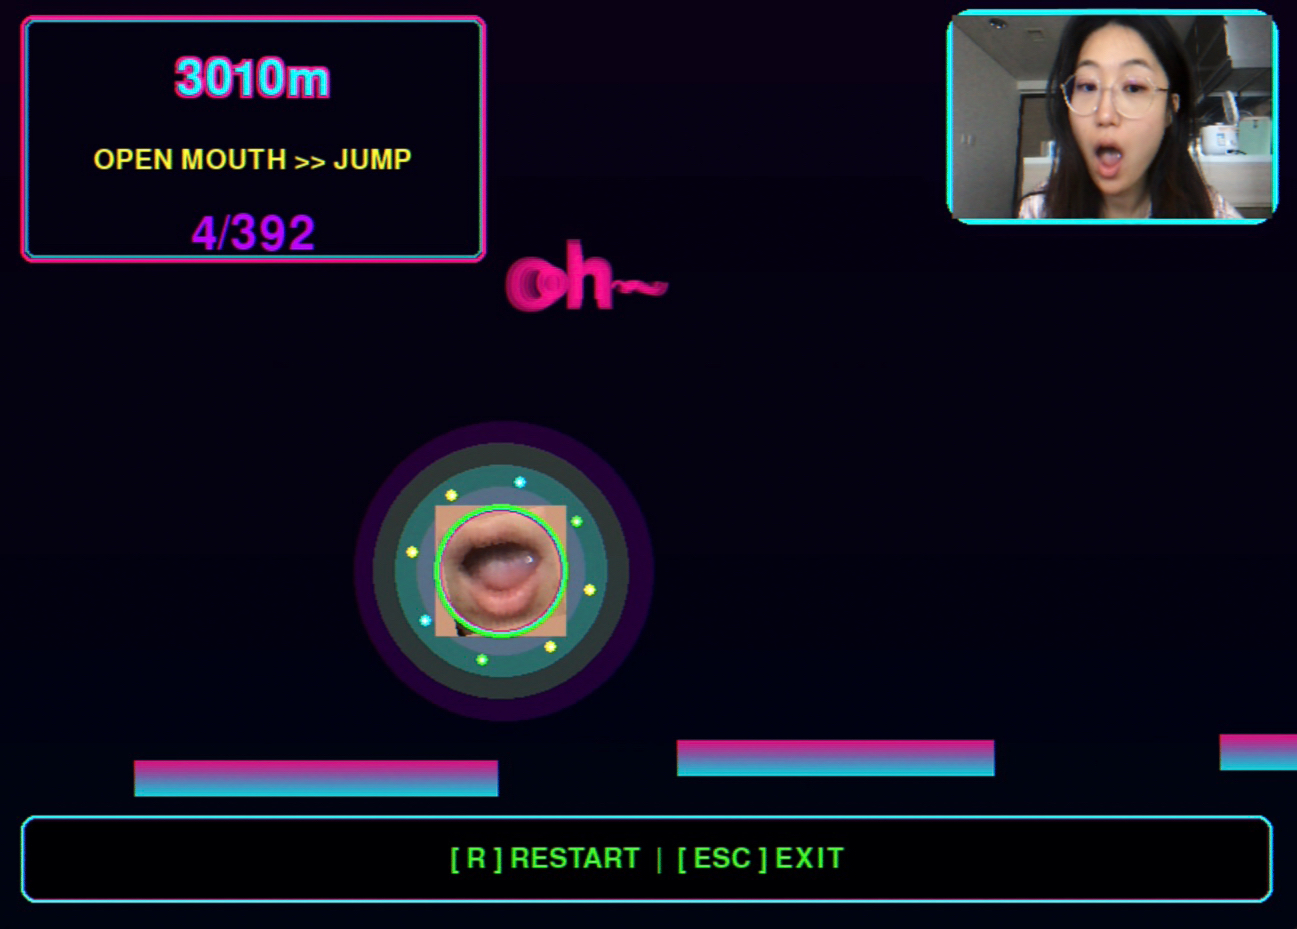 3010m
OPEN MOUTH >> JUMP
4/392
oh~
[ R ] RESTART | [ ESC ] EXIT